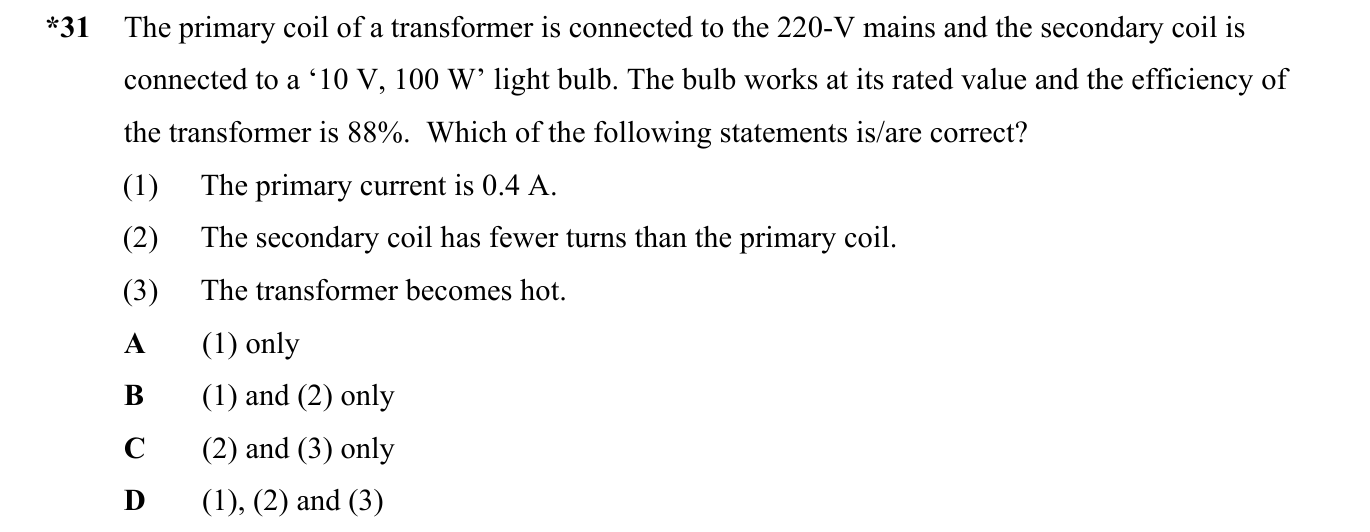 *31 The primary coil of a transformer is connected to the 220-V mains and the secondary coil is
connected to a ‘10 V, 100 W’ light bulb. The bulb works at its rated value and the efficiency of
the transformer is 88%. Which of the following statements is/are correct?
(1) The primary current is 0.4 A.
(2) The secondary coil has fewer turns than the primary coil.
(3) The transformer becomes hot.
A (1) only
B (1) and (2) only
C (2) and (3) only
D (1), (2) and (3)